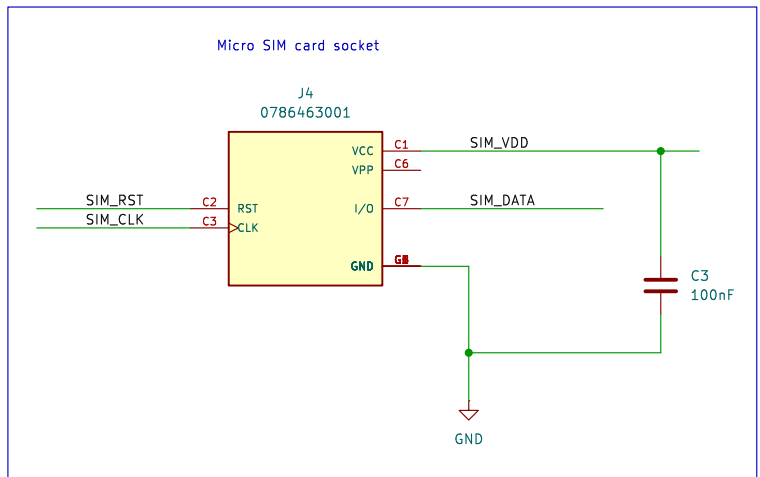 Micro SIM card socket
J4
0786463001
VCC C1 SIM_VDD
VPP C6
SIM_RST C2 RST
I/O C7 SIM_DATA
SIM_CLK C3 CLK
GND
C3
100nF
GND